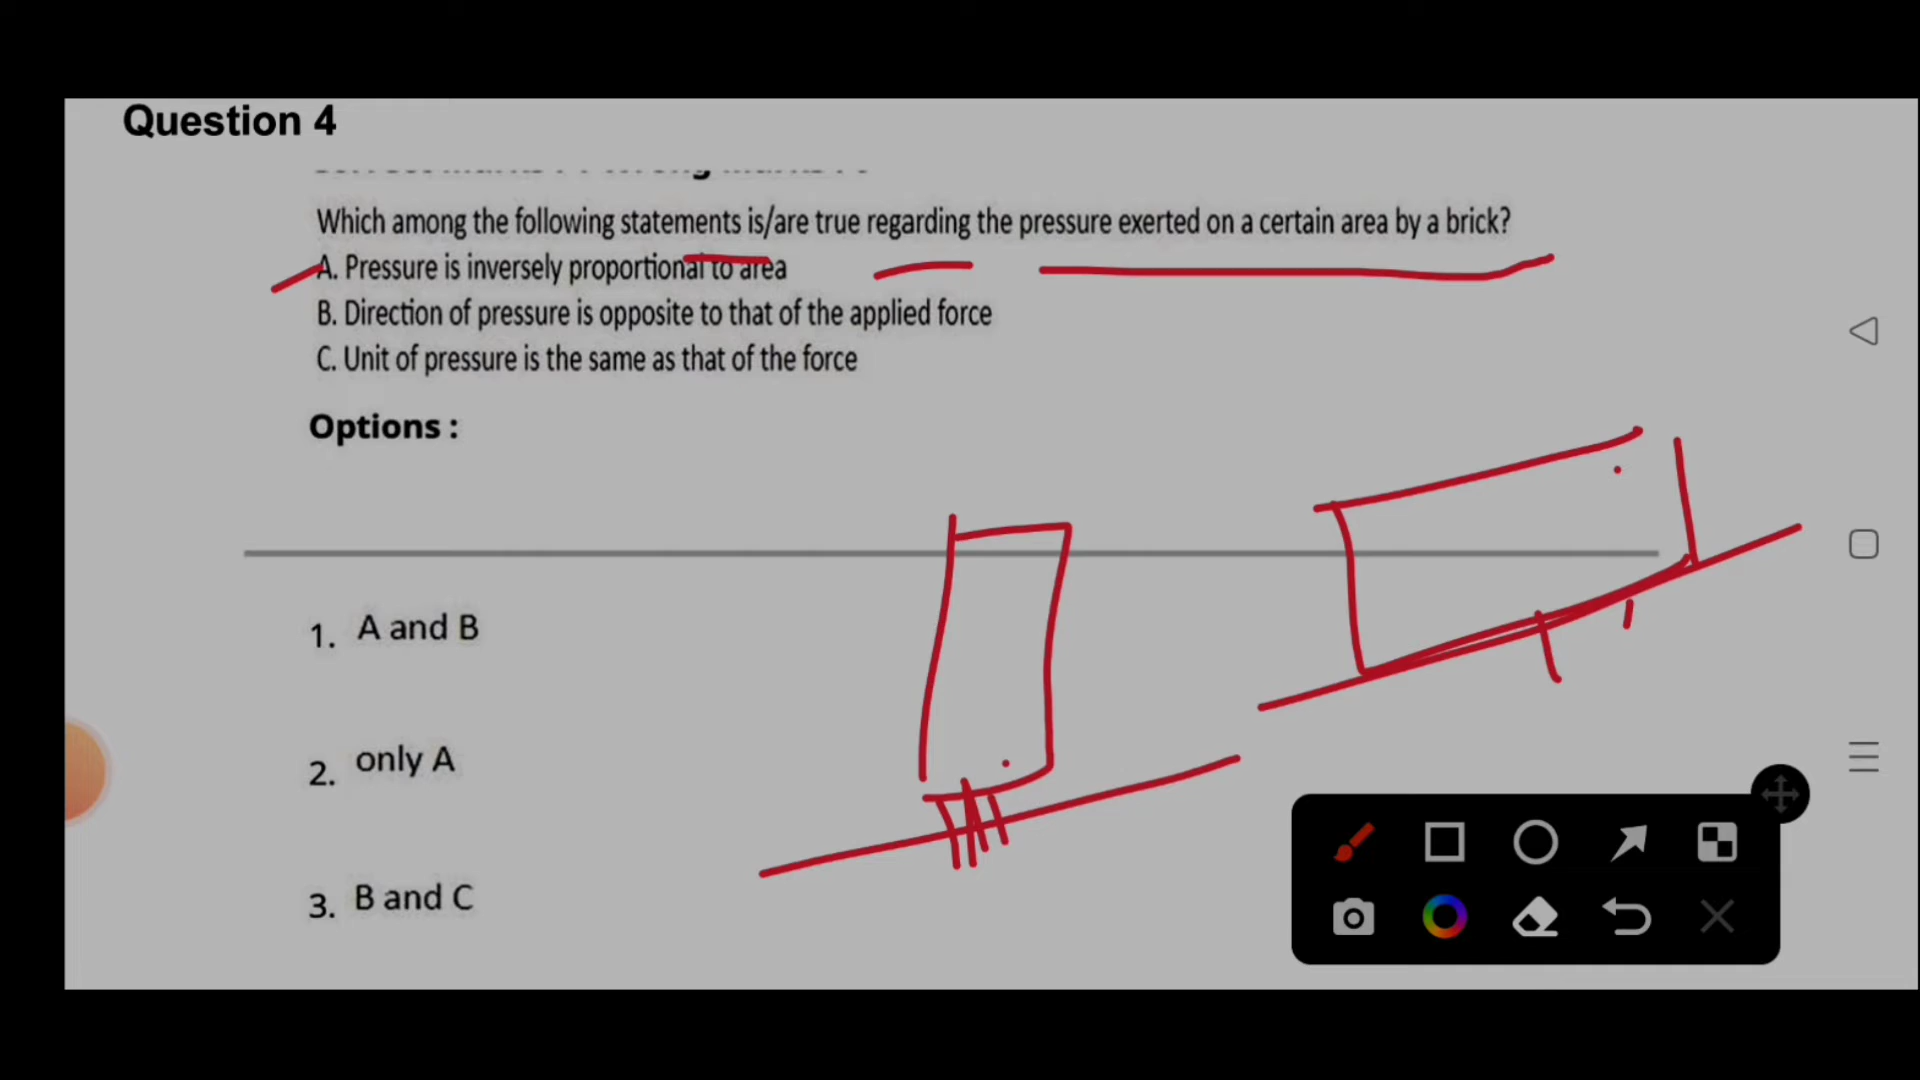 Question 4
Which among the following statements is/are true regarding the pressure exerted on a certain area by a brick?
A. Pressure is inversely proportional to area
B. Direction of pressure is opposite to that of the applied force
C. Unit of pressure is the same as that of the force
Options :
1. A and B
2. only A
3. B and C